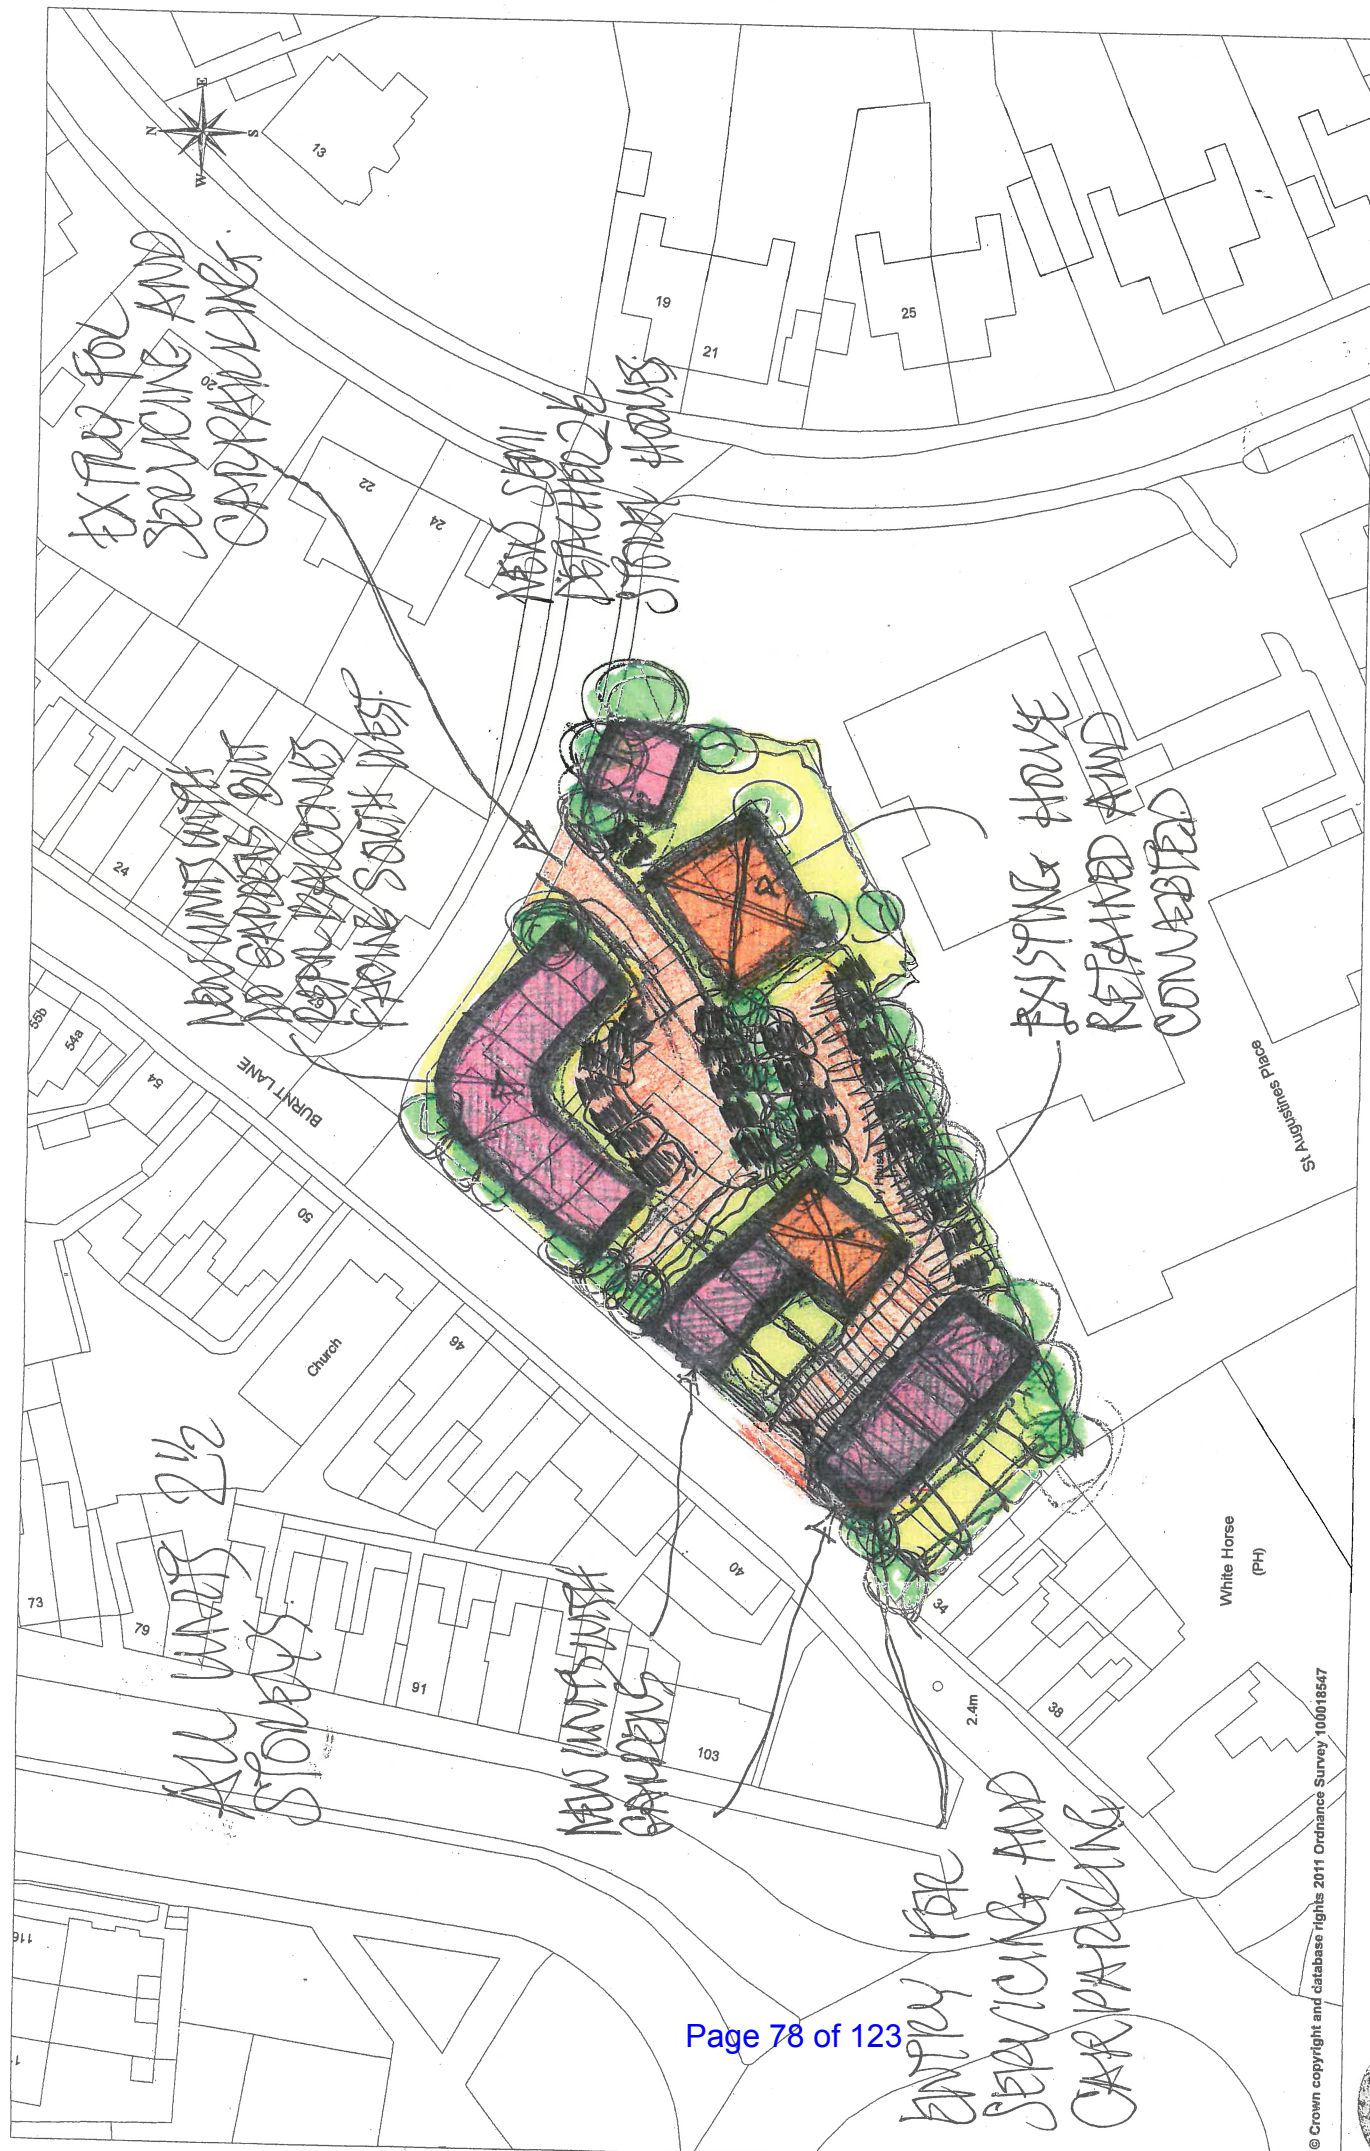 N
E
S
W
13
19
21
25
20
22
24
EXTRY FOR
SERVICING AND
CARPARKING.
NEW SEMI
DETACHED 2½
STOREY HOUSE.
NEW UNITS WITH
NO GARDENS BUT
BALCONIES
FACING SOUTH WEST.
24
55b
54a
54
BURNT LANE
50
Church
46
EXISTING HOUSE
RETAINED AND
CONVERTED.
Ivy House
St Augustines Place
ALL UNITS 2½
STOREYS.
73
79
91
103
40
NEW UNITS WITH
GARDENS
34
38
2.4m
White Horse
(PH)
116
ENTRY FOR
SERVICING AND
CAR PARKING
Page 78 of 123
© Crown copyright and database rights 2011 Ordnance Survey 100018547